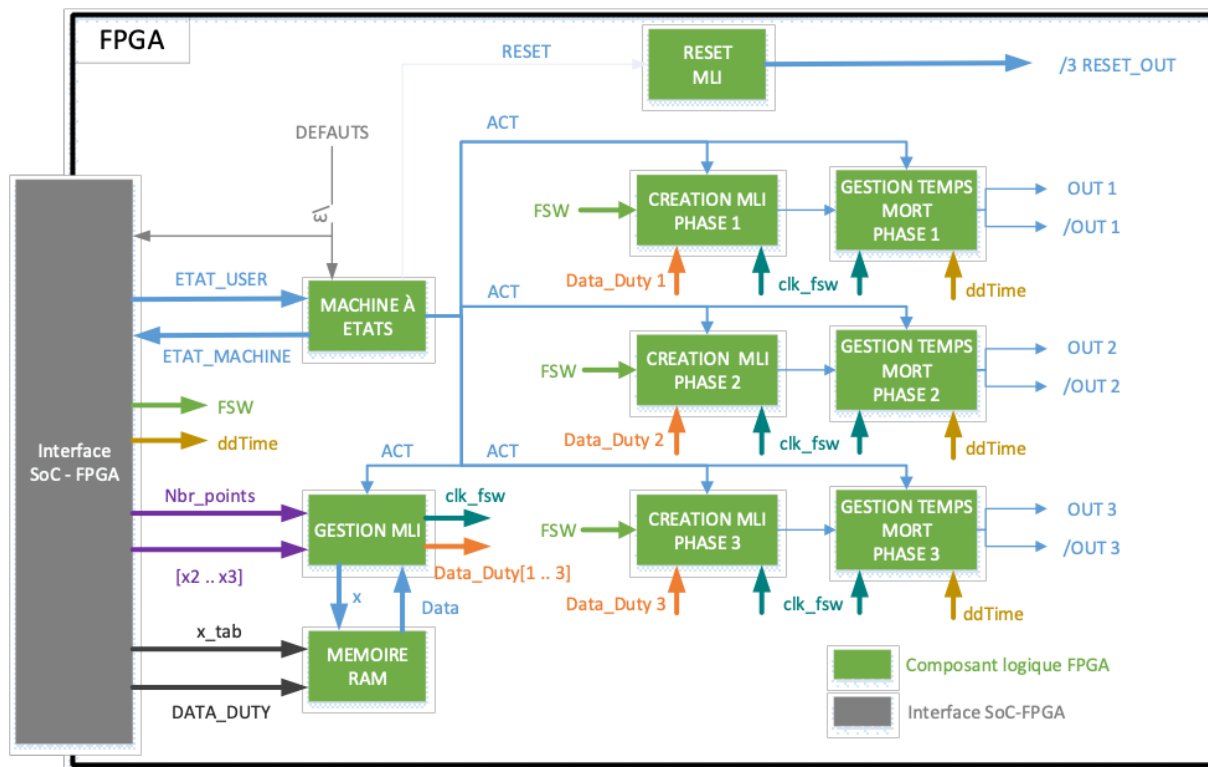 FPGA
RESET
RESET
MLI
/3 RESET_OUT
DEFAUTS
\3
ACT
CREATION MLI
PHASE 1
GESTION TEMPS
MORT
PHASE 1
OUT 1
/OUT 1
FSW
Data_Duty 1
clk_fsw
ddTime
ETAT_USER
MACHINE À
ETATS
ETAT_MACHINE
ACT
CREATION MLI
PHASE 2
GESTION TEMPS
MORT
PHASE 2
OUT 2
/OUT 2
FSW
Data_Duty 2
clk_fsw
ddTime
FSW
ddTime
Interface
SoC - FPGA
ACT
ACT
Nbr_points
clk_fsw
GESTION MLI
[x2 .. x3]
Data_Duty[1 .. 3]
x
Data
CREATION MLI
PHASE 3
GESTION TEMPS
MORT
PHASE 3
OUT 3
/OUT 3
FSW
Data_Duty 3
clk_fsw
ddTime
x_tab
MEMOIRE
RAM
DATA_DUTY
Composant logique FPGA
Interface SoC-FPGA